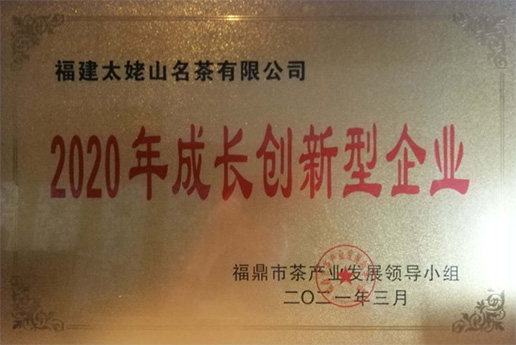 福建太姥山名茶有限公司
2020年成长创新型企业
福鼎市茶产业发展领导小组
二〇二一年三月